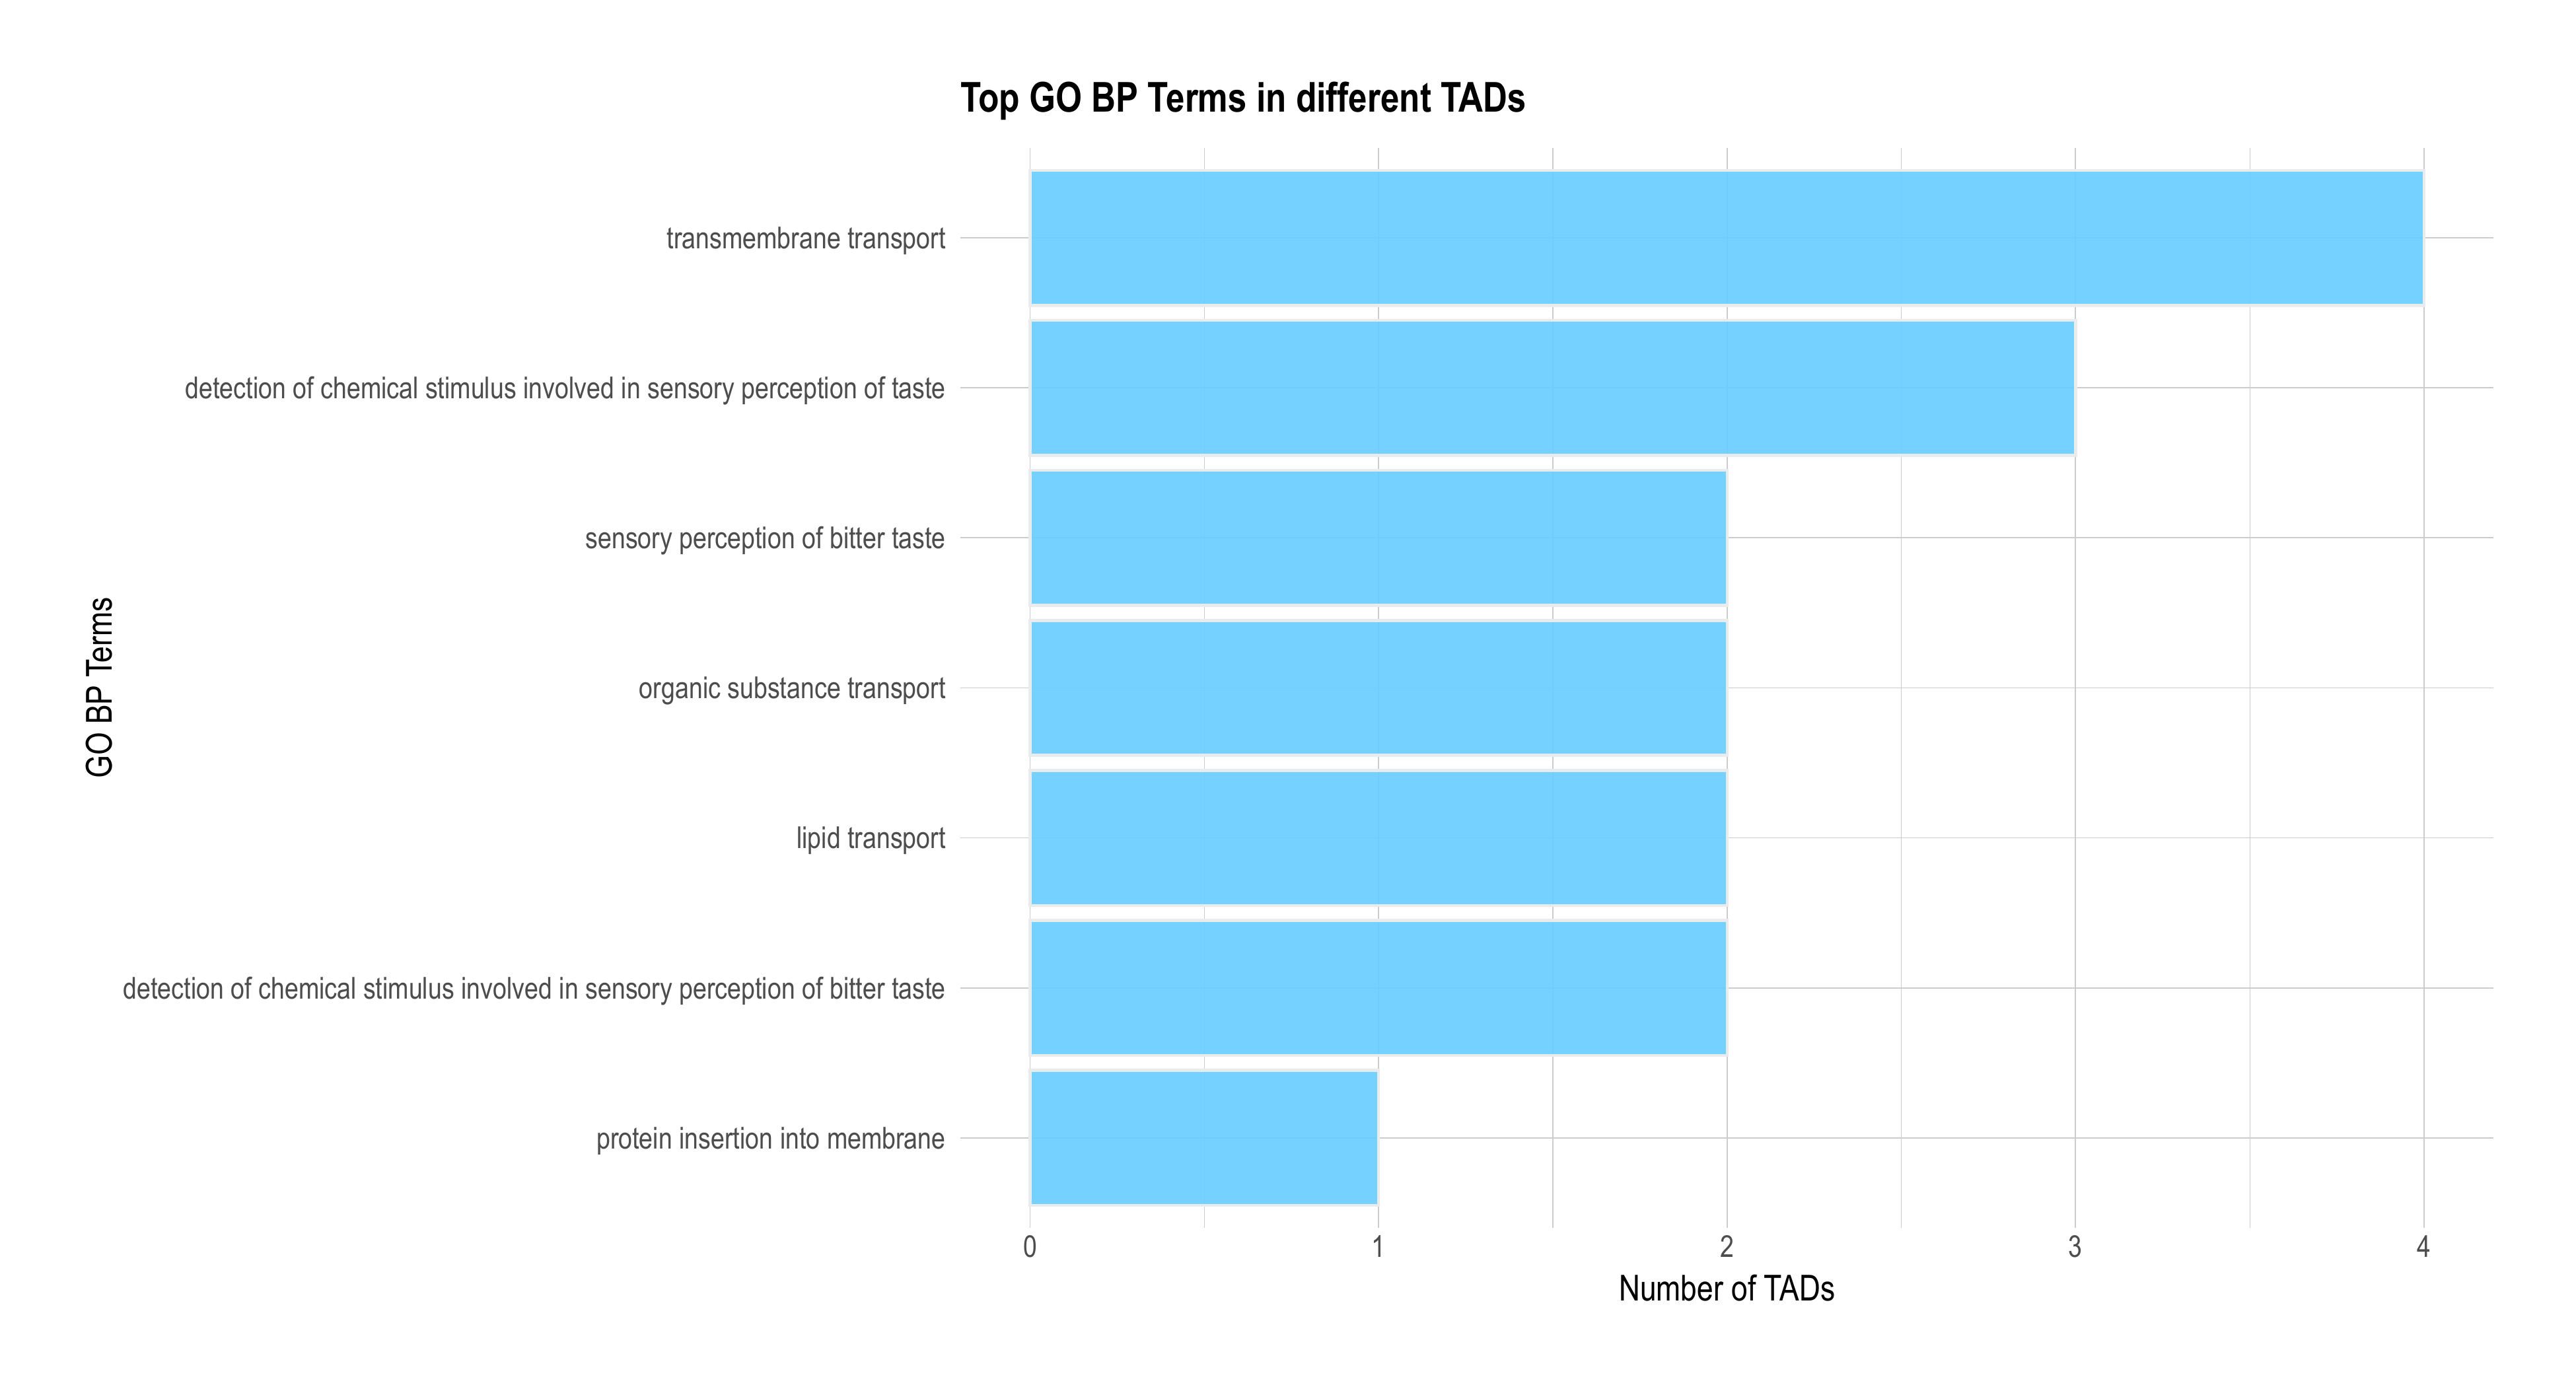 Top GO BP Terms in different TADs
transmembrane transport
detection of chemical stimulus involved in sensory perception of taste
sensory perception of bitter taste
organic substance transport
lipid transport
detection of chemical stimulus involved in sensory perception of bitter taste
protein insertion into membrane
GO BP Terms
0 1 2 3 4
Number of TADs